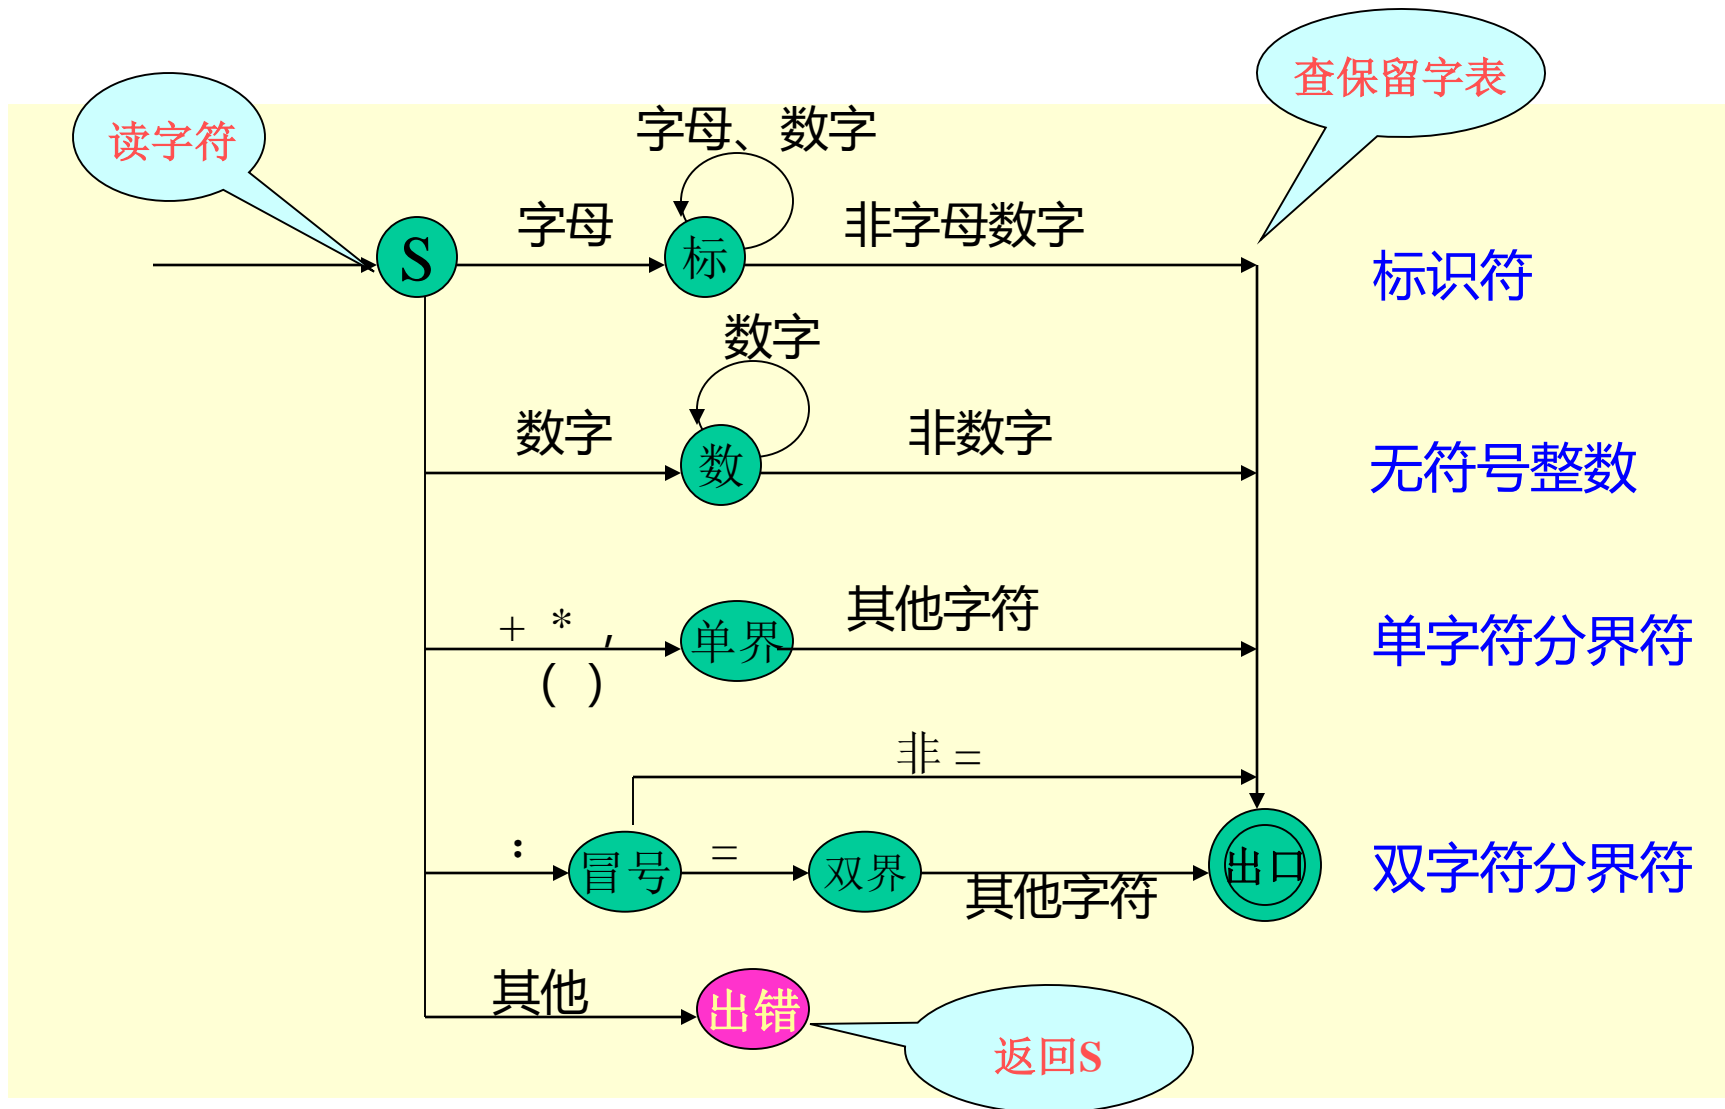 查保留字表
读字符
字母、数字
字母
非字母数字
S
标
标识符
数字
数字
非数字
数
无符号整数
+ * ,
( )
其他字符
单界
单字符分界符
非 =
:
冒号
=
双界
其他字符
出口
双字符分界符
其他
出错
返回S